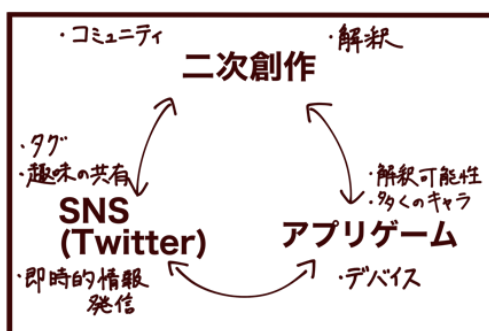 ・コミュニティ
・解釈
二次創作
・タグ
・趣味の共有
SNS
(Twitter)
・即時的情報
発信
・解釈可能性
・多くのキャラ
アプリゲーム
・デバイス